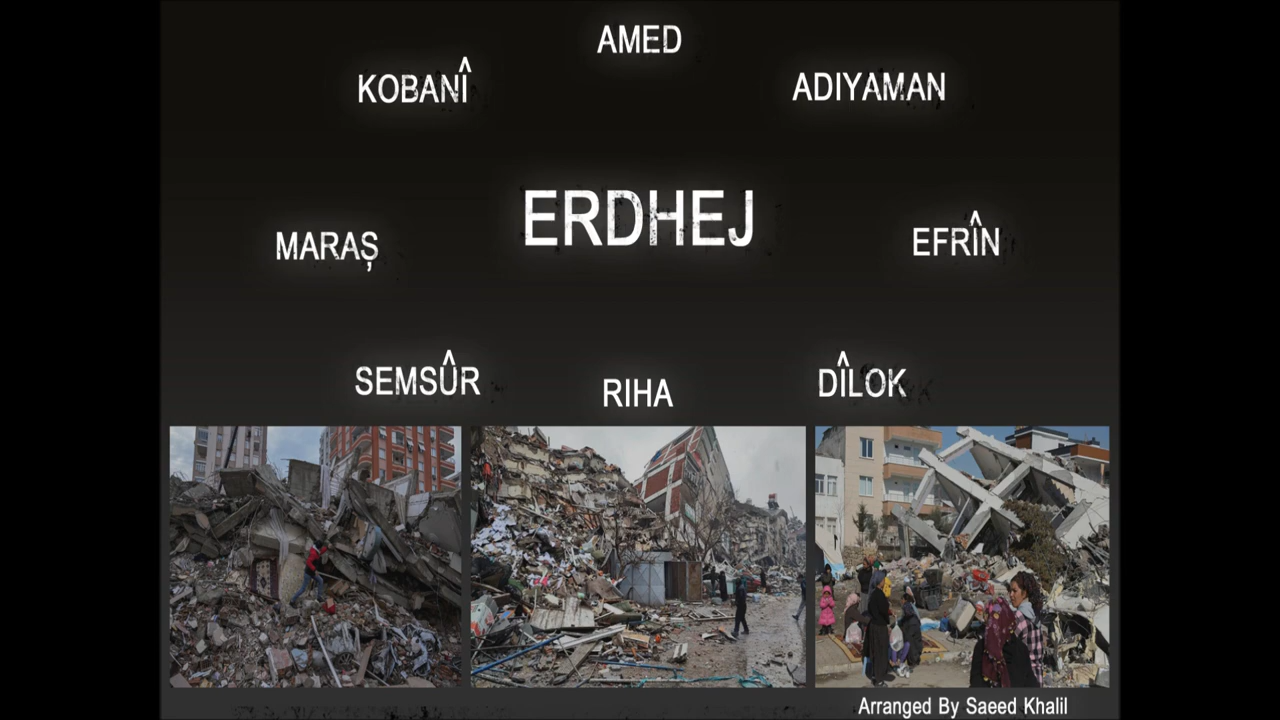 AMED
KOBANÎ
ADIYAMAN
ERDHEJ
MARAŞ
EFRÎN
SEMSÛR
RIHA
DÎLOK
Arranged By Saeed Khalil